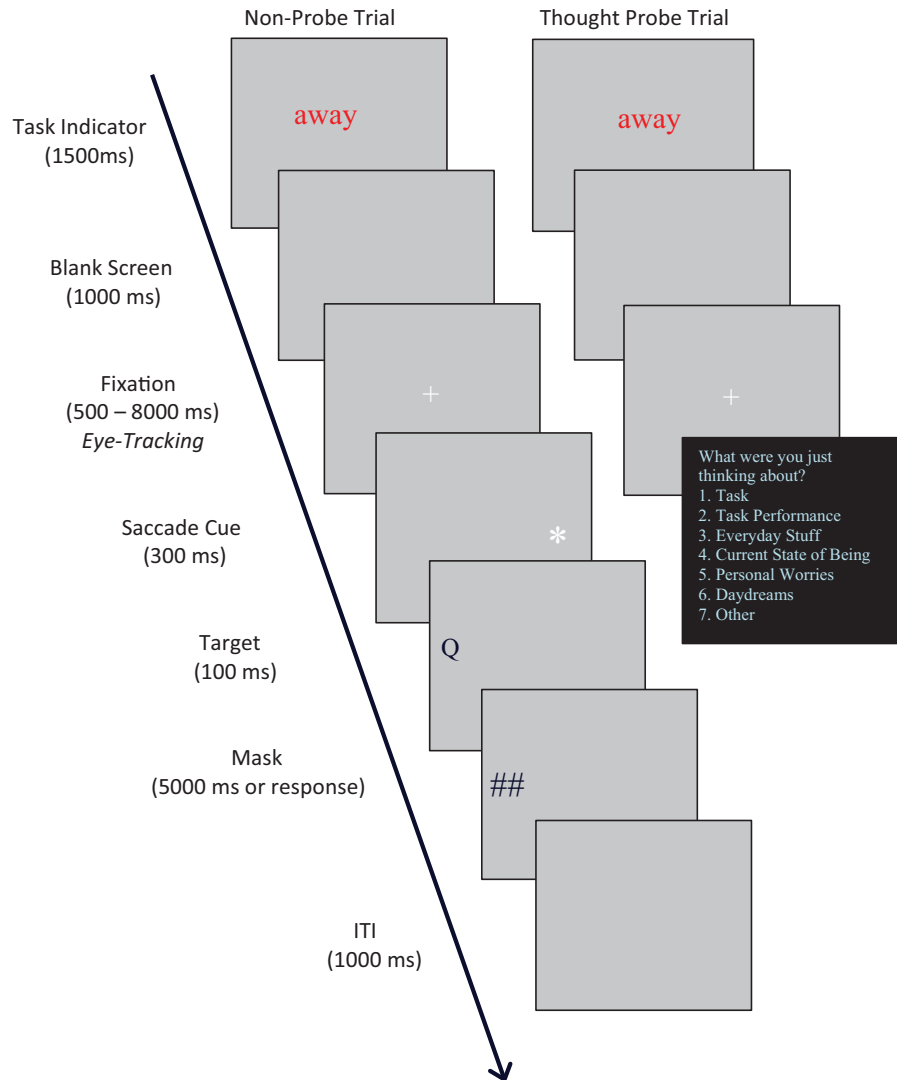 Non-Probe Trial
Thought Probe Trial
Task Indicator
(1500ms)
away
away
Blank Screen
(1000 ms)
Fixation
(500 – 8000 ms)
Eye-Tracking
+
+
What were you just
thinking about?
1. Task
2. Task Performance
3. Everyday Stuff
4. Current State of Being
5. Personal Worries
6. Daydreams
7. Other
Saccade Cue
(300 ms)
*
Target
(100 ms)
Q
Mask
(5000 ms or response)
##
ITI
(1000 ms)